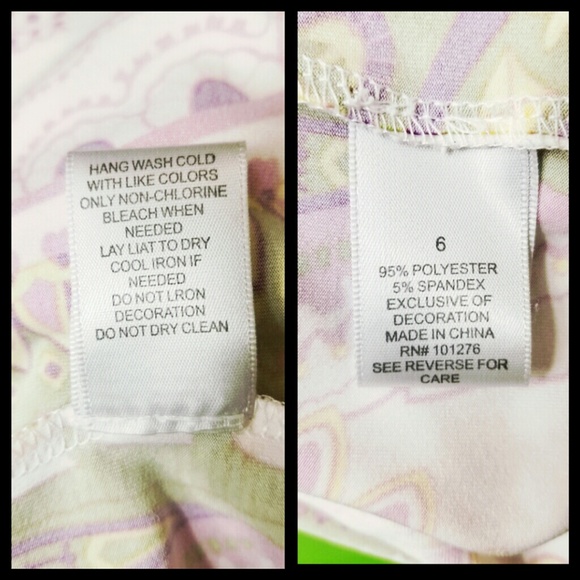 HANG WASH COLD
WITH LIKE COLORS
ONLY NON-CHLORINE
BLEACH WHEN
NEEDED
LAY LIAT TO DRY
COOL IRON IF
NEEDED
DO NOT LRON
DECORATION
DO NOT DRY CLEAN
6
95% POLYESTER
5% SPANDEX
EXCLUSIVE OF
DECORATION
MADE IN CHINA
RN# 101276
SEE REVERSE FOR
CARE